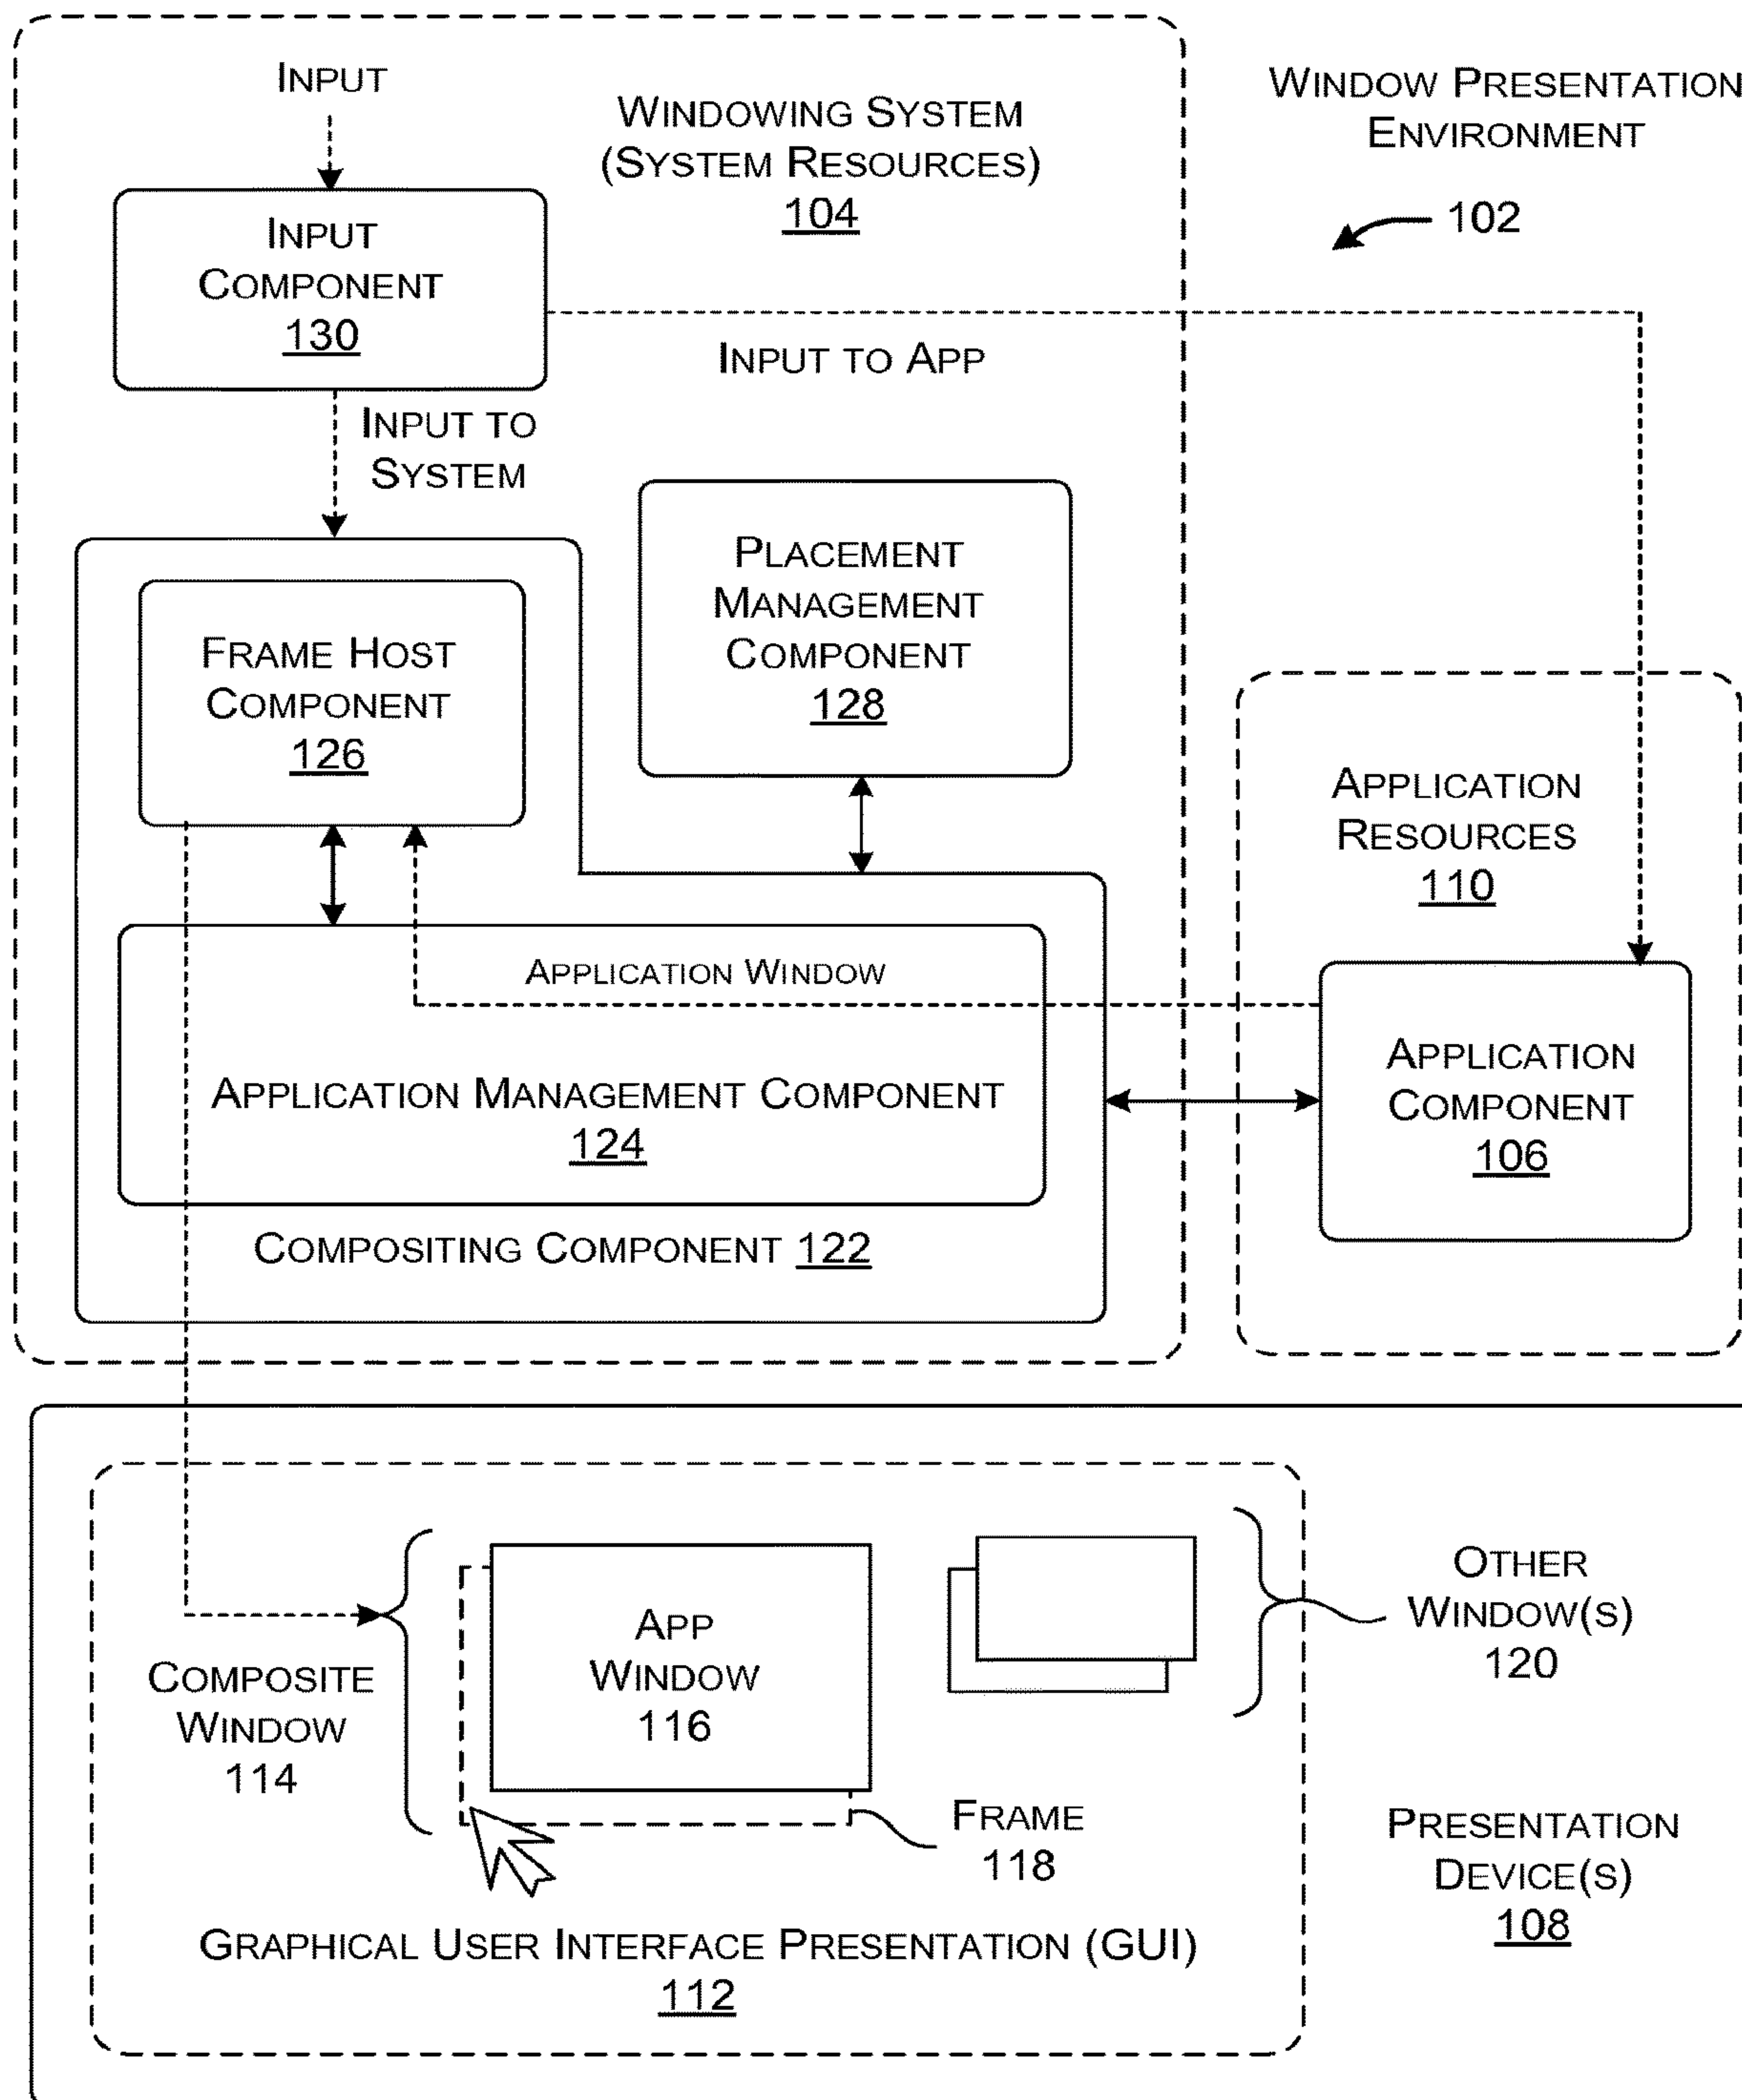 INPUT
WINDOWING SYSTEM
(SYSTEM RESOURCES)
104
WINDOW PRESENTATION
ENVIRONMENT
102
INPUT
COMPONENT
130
INPUT TO APP
INPUT TO
SYSTEM
PLACEMENT
MANAGEMENT
COMPONENT
128
FRAME HOST
COMPONENT
126
APPLICATION
RESOURCES
110
APPLICATION WINDOW
APPLICATION MANAGEMENT COMPONENT
124
APPLICATION
COMPONENT
106
COMPOSITING COMPONENT 122
COMPOSITE
WINDOW
114
APP
WINDOW
116
OTHER
WINDOW(S)
120
FRAME
118
PRESENTATION
DEVICE(S)
108
GRAPHICAL USER INTERFACE PRESENTATION (GUI)
112